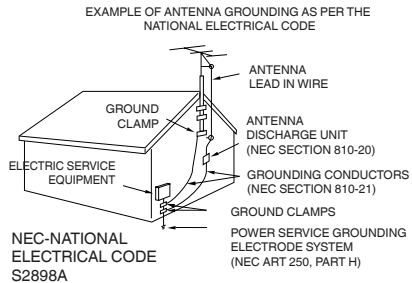 EXAMPLE OF ANTENNA GROUNDING AS PER THE
NATIONAL ELECTRICAL CODE
ANTENNA
LEAD IN WIRE
GROUND
CLAMP
ANTENNA
DISCHARGE UNIT
(NEC SECTION 810-20)
ELECTRIC SERVICE
EQUIPMENT
GROUNDING CONDUCTORS
(NEC SECTION 810-21)
GROUND CLAMPS
POWER SERVICE GROUNDING
ELECTRODE SYSTEM
(NEC ART 250, PART H)
NEC-NATIONAL
ELECTRICAL CODE
S2898A